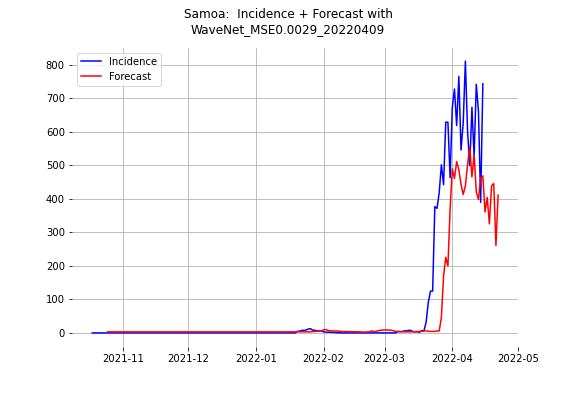 Samoa:  Incidence + Forecast with
WaveNet_MSE0.0029_20220409
Incidence
Forecast
800
700
600
500
400
300
200
100
0
2021-11 2021-12 2022-01 2022-02 2022-03 2022-04 2022-05